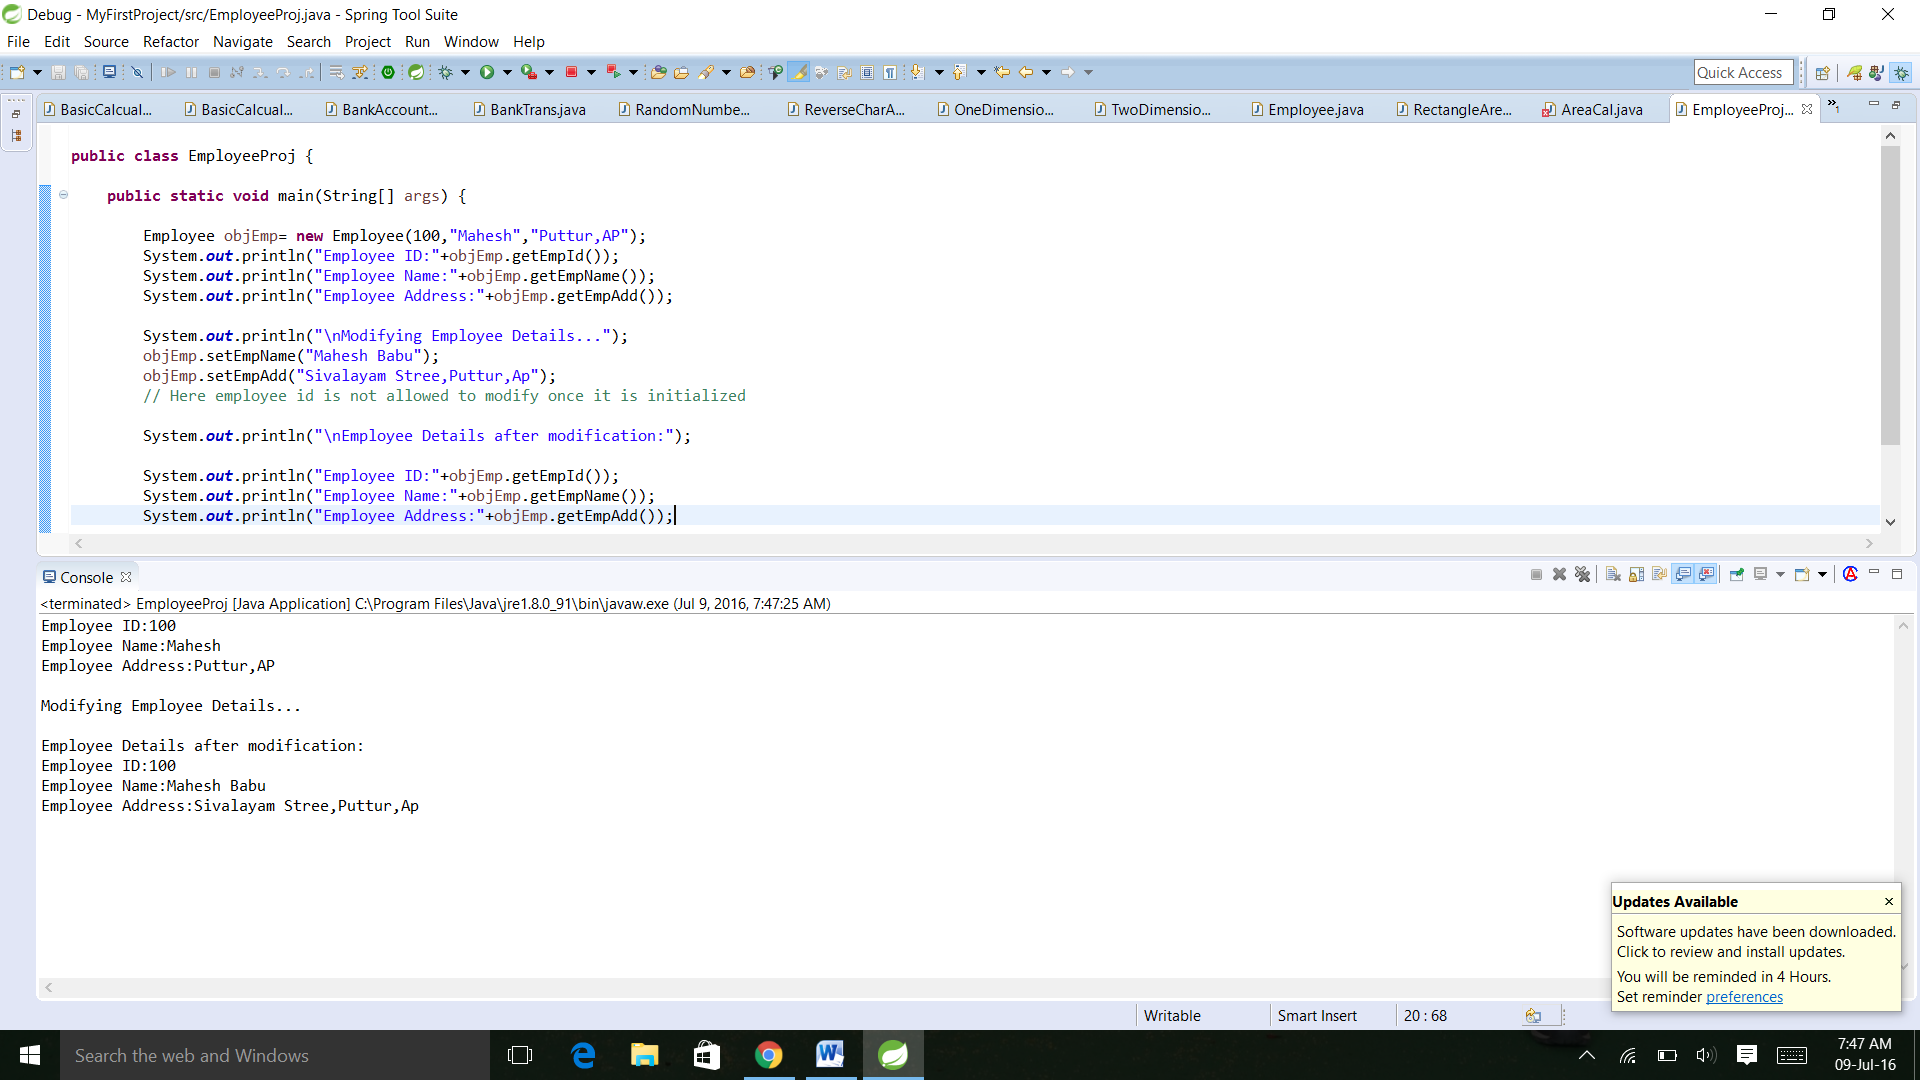 Debug - MyFirstProject/src/EmployeeProj.java - Spring Tool Suite
File Edit Source Refactor Navigate Search Project Run Window Help
Quick Access
BasicCalcual... BasicCalcual... BankAccount... BankTrans.java RandomNumbe... ReverseCharA... OneDimensio... TwoDimensio... Employee.java RectangleAre... AreaCal.java EmployeeProj... »1
public class EmployeeProj {
public static void main(String[] args) {
Employee objEmp= new Employee(100,"Mahesh","Puttur,AP");
System.out.println("Employee ID:"+objEmp.getEmpId());
System.out.println("Employee Name:"+objEmp.getEmpName());
System.out.println("Employee Address:"+objEmp.getEmpAdd());
System.out.println("\nModifying Employee Details...");
objEmp.setEmpName("Mahesh Babu");
objEmp.setEmpAdd("Sivalayam Stree,Puttur,Ap");
// Here employee id is not allowed to modify once it is initialized
System.out.println("\nEmployee Details after modification:");
System.out.println("Employee ID:"+objEmp.getEmpId());
System.out.println("Employee Name:"+objEmp.getEmpName());
System.out.println("Employee Address:"+objEmp.getEmpAdd());
Console
<terminated> EmployeeProj [Java Application] C:\Program Files\Java\jre1.8.0_91\bin\javaw.exe (Jul 9, 2016, 7:47:25 AM)
Employee ID:100
Employee Name:Mahesh
Employee Address:Puttur,AP
Modifying Employee Details...
Employee Details after modification:
Employee ID:100
Employee Name:Mahesh Babu
Employee Address:Sivalayam Stree,Puttur,Ap
Updates Available
Software updates have been downloaded.
Click to review and install updates.
You will be reminded in 4 Hours.
Set reminder preferences
Writable Smart Insert 20 : 68
Search the web and Windows
7:47 AM
09-Jul-16